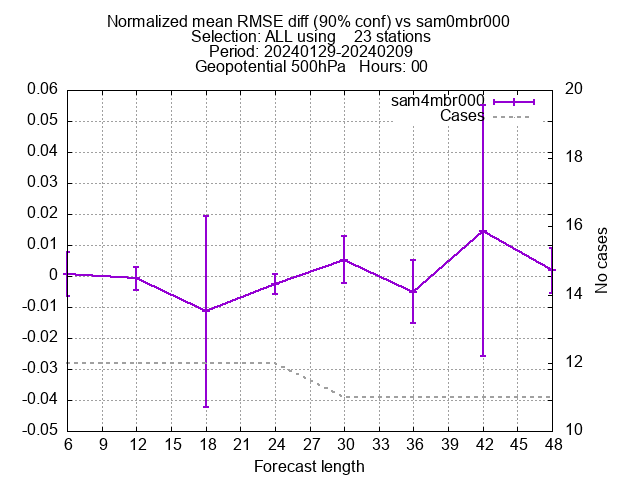 Normalized mean RMSE diff (90% conf) vs sam0mbr000
Selection: ALL using    23 stations
Period: 20240129-20240209
Geopotential 500hPa   Hours: 00
sam4mbr000
Cases
0.06
0.05
0.04
0.03
0.02
0.01
0
-0.01
-0.02
-0.03
-0.04
-0.05
20
18
16
14
12
10
No cases
6 12 15 18 21 24 27 30 33 36 39 42 45 48
Forecast length